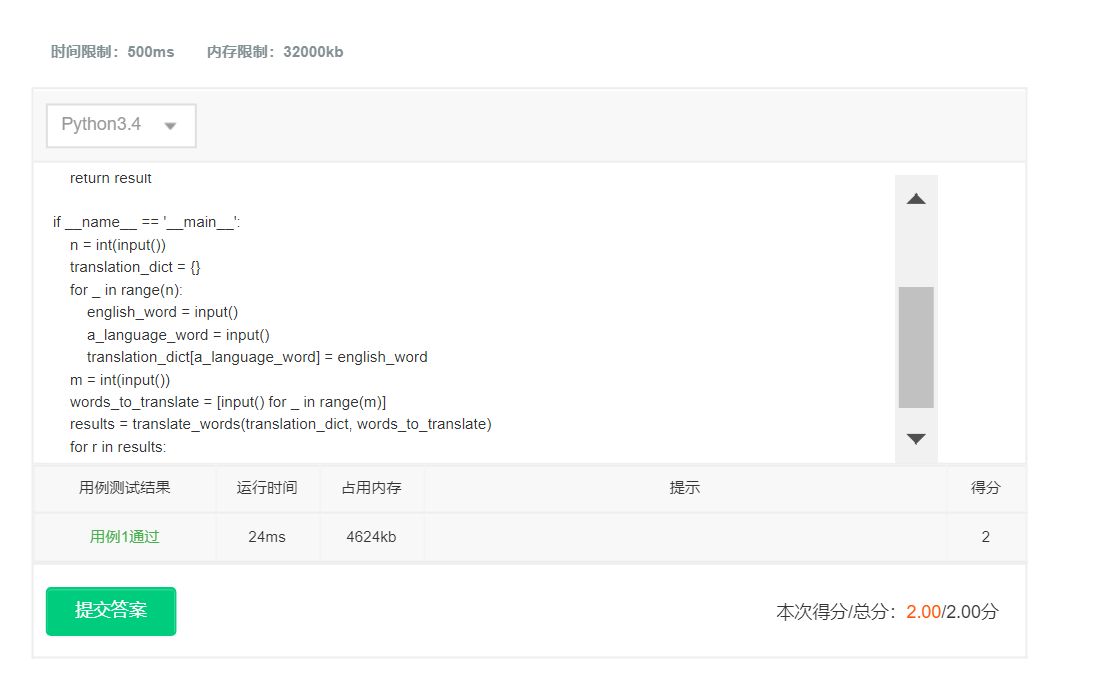 时间限制：500ms 内存限制：32000kb
Python3.4
return result
if __name__ == '__main__':
n = int(input())
translation_dict = {}
for _ in range(n):
english_word = input()
a_language_word = input()
translation_dict[a_language_word] = english_word
m = int(input())
words_to_translate = [input() for _ in range(m)]
results = translate_words(translation_dict, words_to_translate)
for r in results:
用例测试结果 运行时间 占用内存 提示 得分
用例1通过 24ms 4624kb 2
提交答案 本次得分/总分：2.00/2.00分